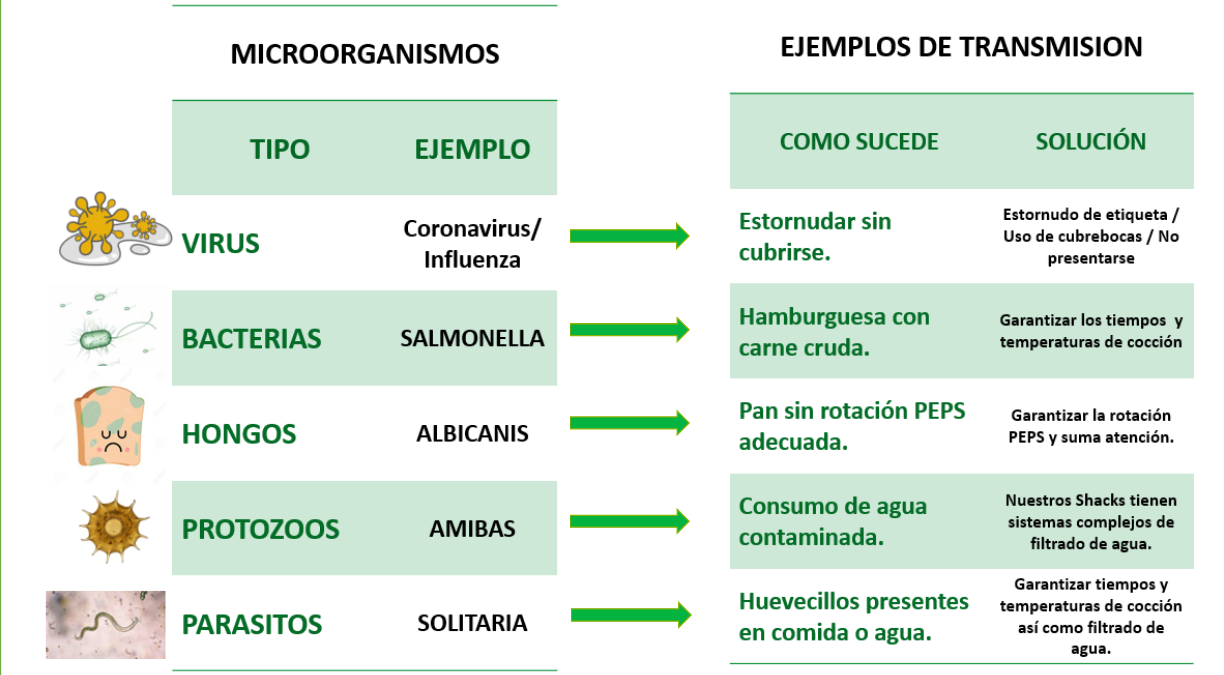 MICROORGANISMOS
EJEMPLOS DE TRANSMISION
TIPO
EJEMPLO
COMO SUCEDE
SOLUCIÓN
VIRUS
Coronavirus/
Influenza
Estornudar sin
cubrirse.
Estornudo de etiqueta /
Uso de cubrebocas / No
presentarse
BACTERIAS
SALMONELLA
Hamburguesa con
carne cruda.
Garantizar los tiempos y
temperaturas de cocción
HONGOS
ALBICANIS
Pan sin rotación PEPS
adecuada.
Garantizar la rotación
PEPS y suma atención.
PROTOZOOS
AMIBAS
Consumo de agua
contaminada.
Nuestros Shacks tienen
sistemas complejos de
filtrado de agua.
PARASITOS
SOLITARIA
Huevecillos presentes
en comida o agua.
Garantizar tiempos y
temperaturas de cocción
así como filtrado de
agua.